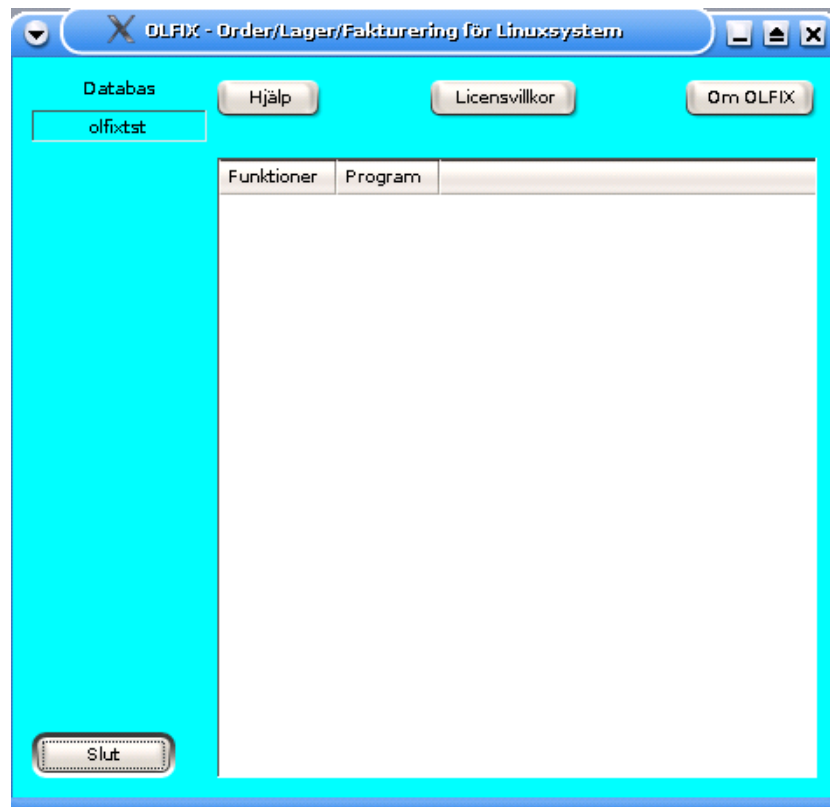 OLFIX - Order/Lager/Fakturering för Linuxsystem
Databas
olfixtst
Hjälp
Licensvillkor
Om OLFIX
Funktioner
Program
Slut